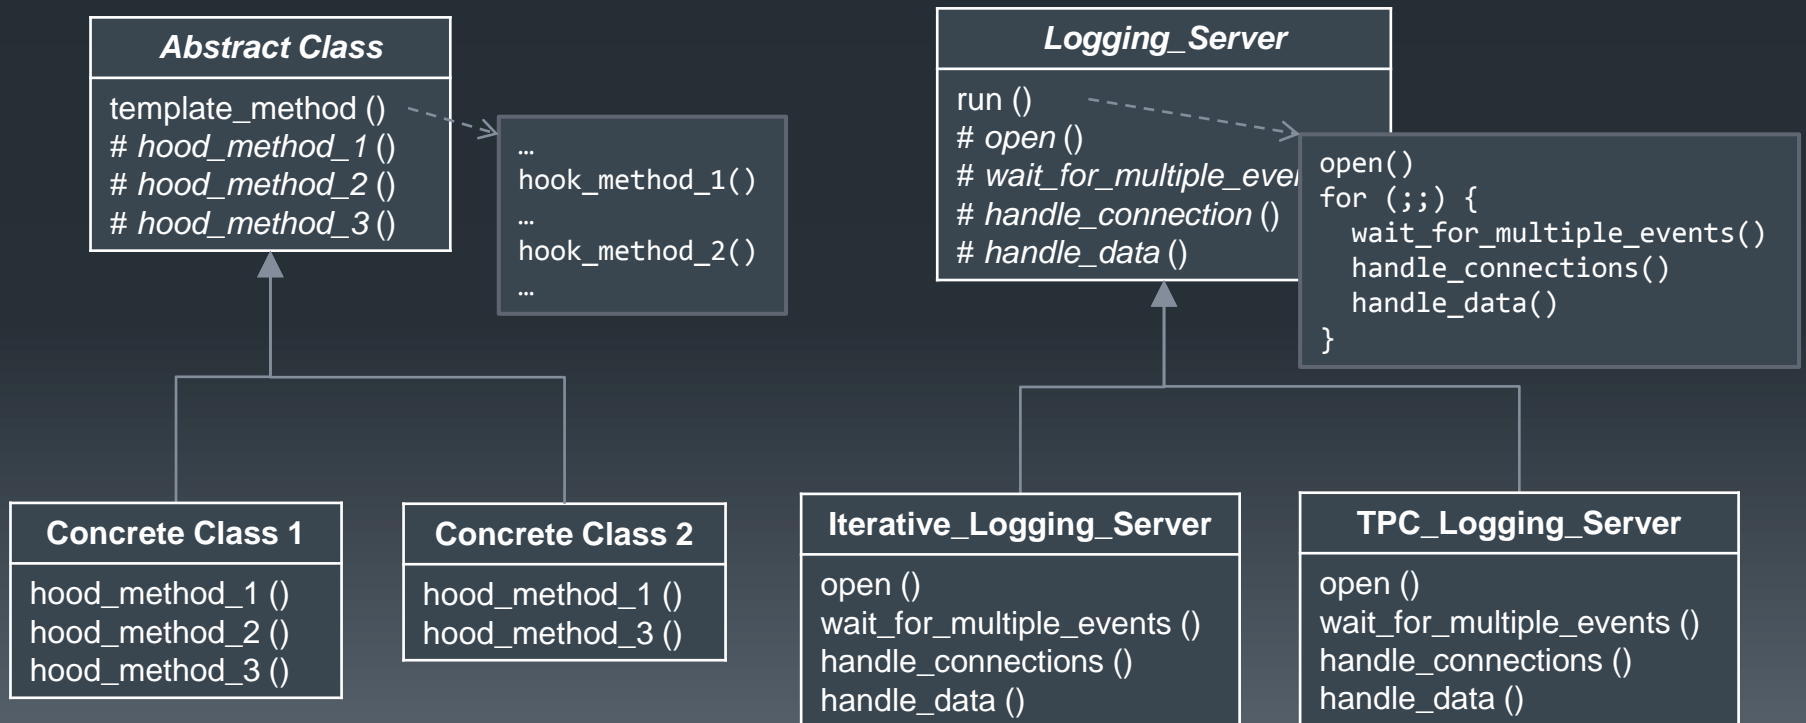 Abstract Class
template_method ()
# hood_method_1 ()
# hood_method_2 ()
# hood_method_3 ()
…
hook_method_1()
…
hook_method_2()
…
Concrete Class 1
hood_method_1 ()
hood_method_2 ()
hood_method_3 ()
Concrete Class 2
hood_method_1 ()
hood_method_3 ()
Logging_Server
run ()
# open ()
# wait_for_multiple_eve
# handle_connection ()
# handle_data ()
open()
for (;;) {
wait_for_multiple_events()
handle_connections()
handle_data()
}
Iterative_Logging_Server
open ()
wait_for_multiple_events ()
handle_connections ()
handle_data ()
TPC_Logging_Server
open ()
wait_for_multiple_events ()
handle_connections ()
handle_data ()